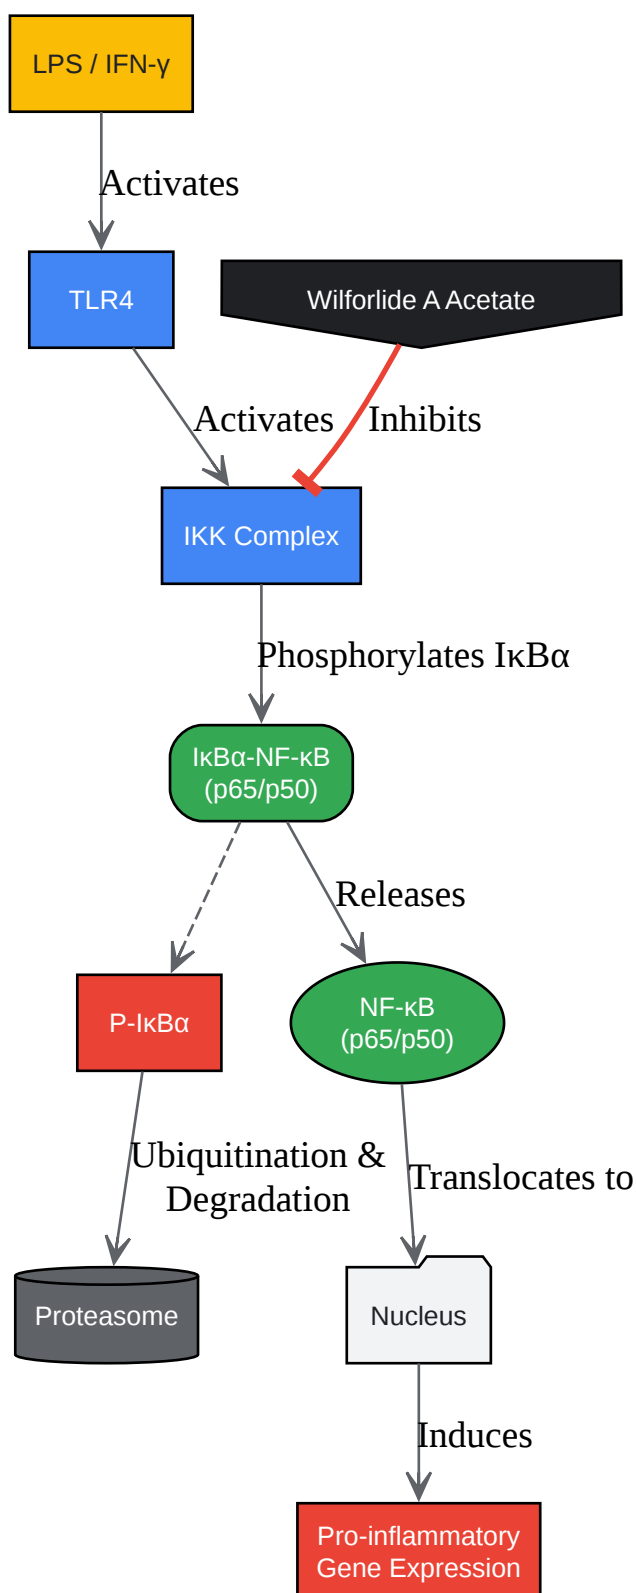 LPS / IFN-γ
Activates
TLR4
Wilforlide A Acetate
Activates
Inhibits
IKK Complex
Phosphorylates IκBα
IκBα-NF-κB
(p65/p50)
Releases
P-IκBα
NF-κB
(p65/p50)
Ubiquitination &
Degradation
Translocates to
Proteasome
Nucleus
Induces
Pro-inflammatory
Gene Expression